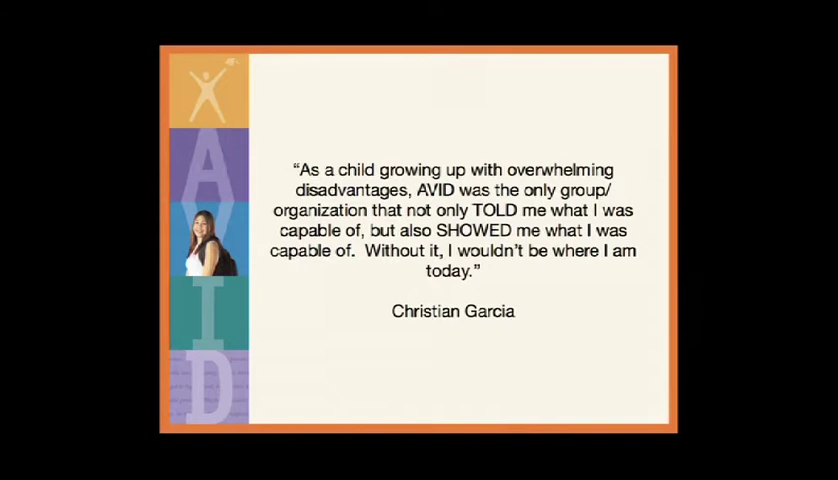 “As a child growing up with overwhelming
disadvantages, AVID was the only group/
organization that not only TOLD me what I was
capable of, but also SHOWED me what I was
capable of.  Without it, I wouldn’t be where I am
today.”
Christian Garcia
A
V
I
D